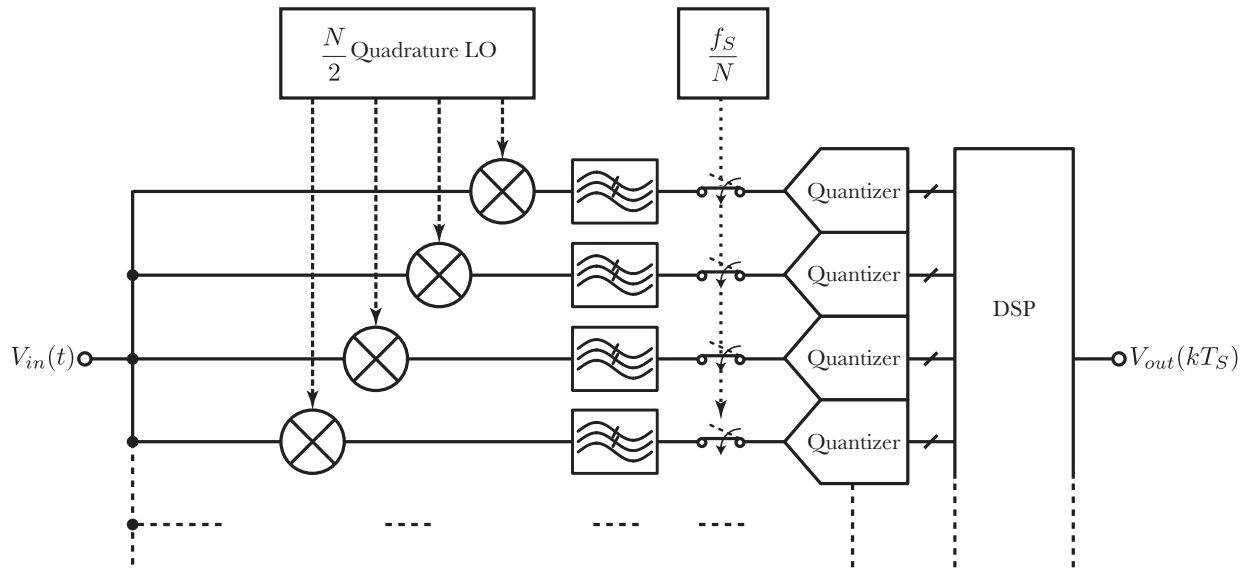 N/2 Quadrature LO
f_S/N
Quantizer
Quantizer
DSP
V_in(t)
Quantizer
V_out(kT_S)
Quantizer